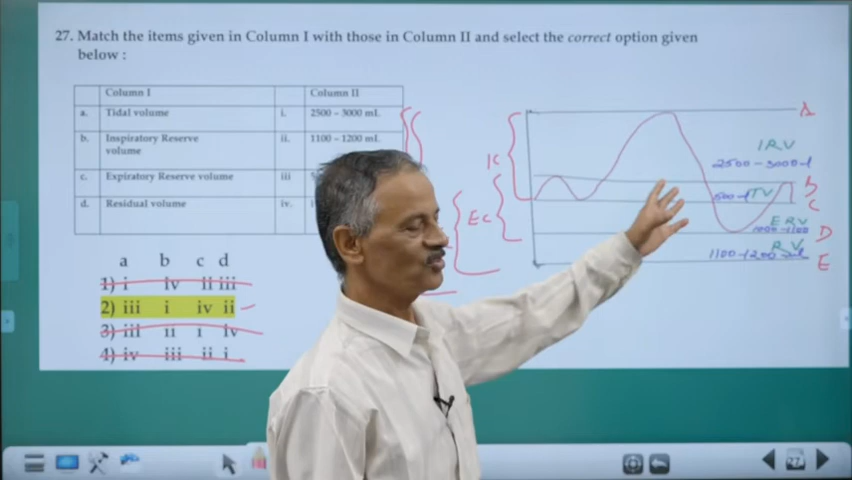 27. Match the items given in Column I with those in Column II and select the correct option given
below :
Column I Column II
a. Tidal volume i. 2500 – 3000 mL
b. Inspiratory Reserve ii. 1100 – 1200 mL
volume
c. Expiratory Reserve volume iii
d. Residual volume iv.
a b c d
1) i iv ii iii
2) iii i iv ii
3) iii ii i iv
4) iv iii ii i
IC
EC
A
IRV
2500 - 3000
B
TV
C
ERV
1000-1100
D
RV
1100-1200 ml
E
27